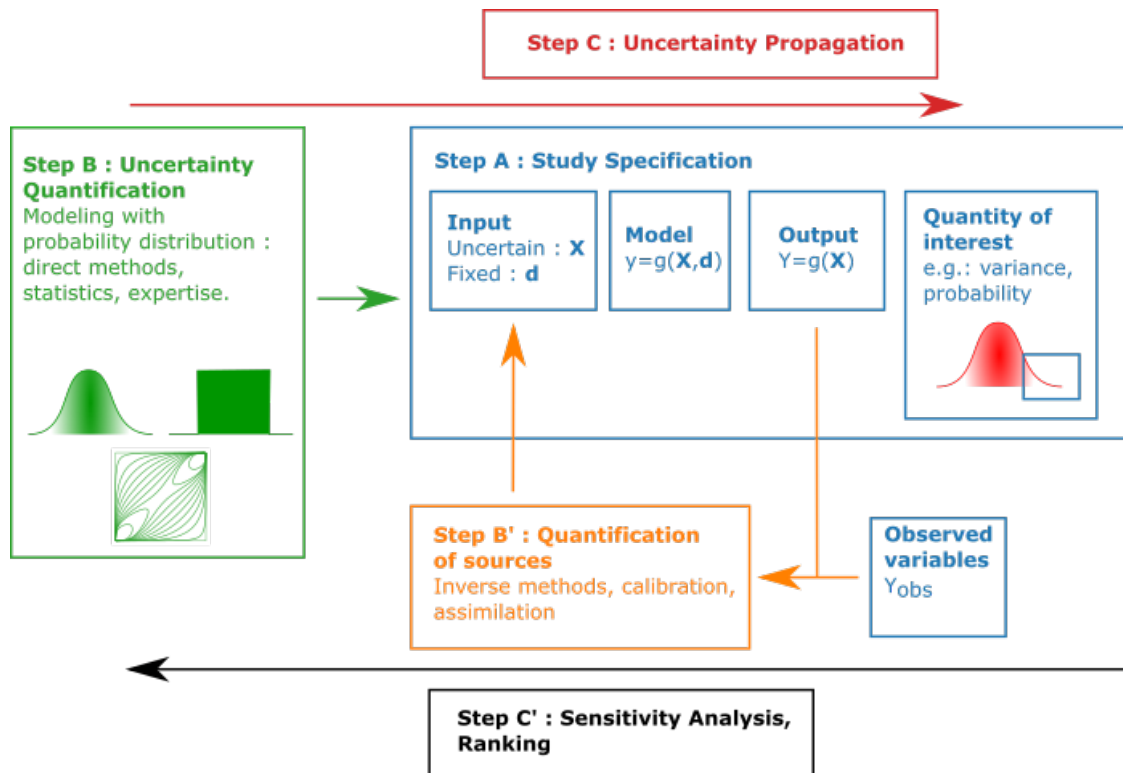 Step C : Uncertainty Propagation
Step B : Uncertainty
Quantification
Modeling with
probability distribution :
direct methods,
statistics, expertise.
Step A : Study Specification
Input
Uncertain : X
Fixed : d
Model
y=g(X,d)
Output
Y=g(X)
Quantity of
interest
e.g.: variance,
probability
Step B' : Quantification
of sources
Inverse methods, calibration,
assimilation
Observed
variables
Yobs
Step C' : Sensitivity Analysis,
Ranking